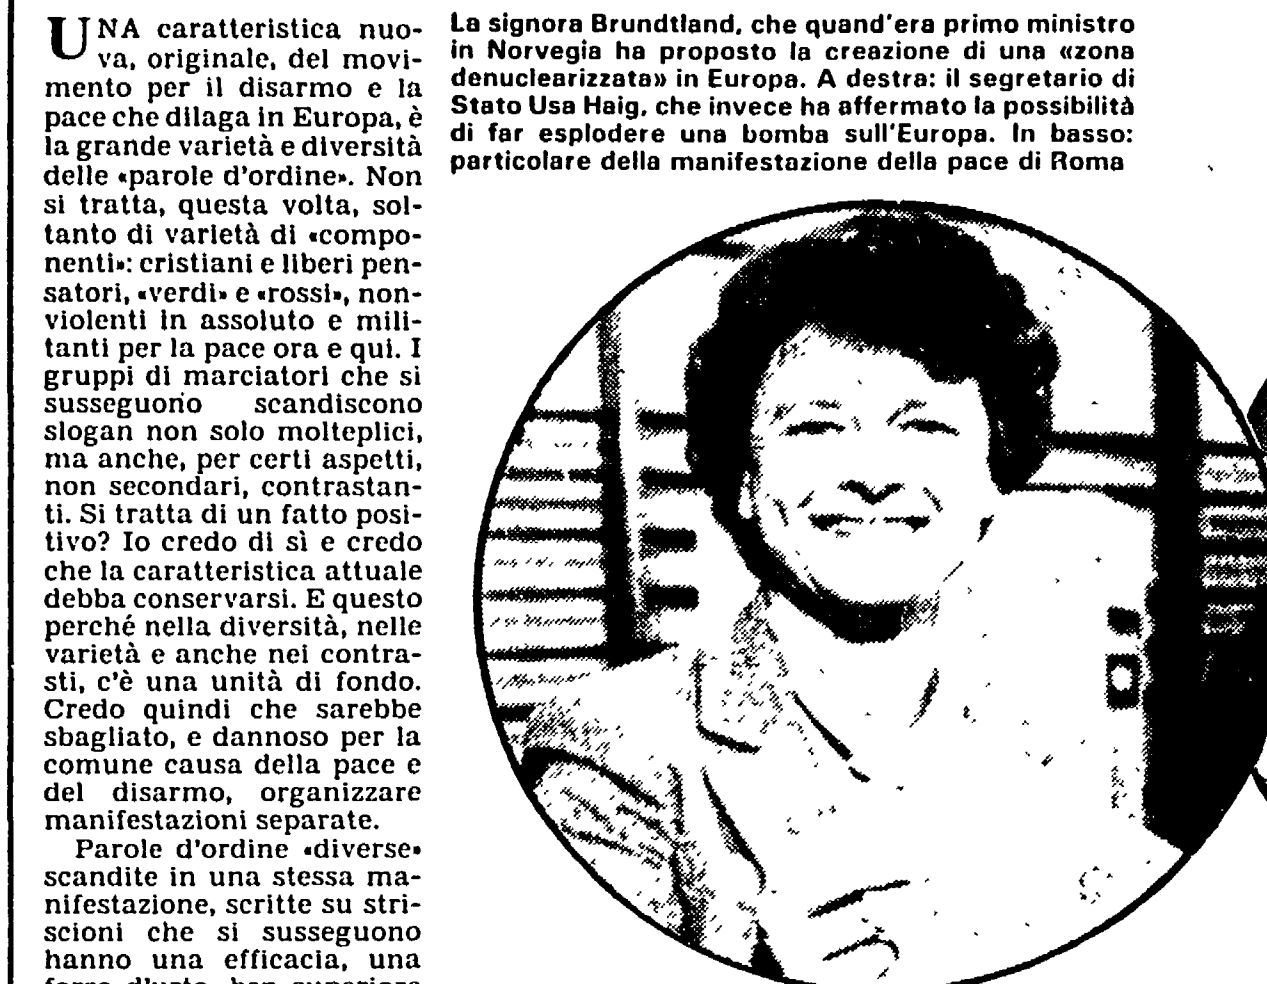 UNA caratteristica nuo-
va, originale, del movi-
mento per il disarmo e la
pace che dilaga in Europa, è
la grande varietà e diversità
delle «parole d'ordine». Non
si tratta, questa volta, sol-
tanto di varietà di «compo-
nenti»: cristiani e liberi pen-
satori, «verdi» e «rossi», non-
violenti in assoluto e mili-
tanti per la pace ora e qui. I
gruppi di marciatori che si
susseguono scandiscono
slogan non solo molteplici,
ma anche, per certi aspetti,
non secondari, contrastan-
ti. Si tratta di un fatto posi-
tivo? Io credo di sì e credo
che la caratteristica attuale
debba conservarsi. E questo
perché nella diversità, nelle
varietà e anche nei contra-
sti, c'è una unità di fondo.
Credo quindi che sarebbe
sbagliato, e dannoso per la
comune causa della pace e
del disarmo, organizzare
manifestazioni separate.
Parole d'ordine «diverse»
scandite in una stessa ma-
nifestazione, scritte su stri-
scioni che si susseguono
hanno una efficacia, una
La signora Brundtland, che quand'era primo ministro
in Norvegia ha proposto la creazione di una «zona
denuclearizzata» in Europa. A destra: il segretario di
Stato Usa Haig, che invece ha affermato la possibilità
di far esplodere una bomba sull'Europa. In basso:
particolare della manifestazione della pace di Roma